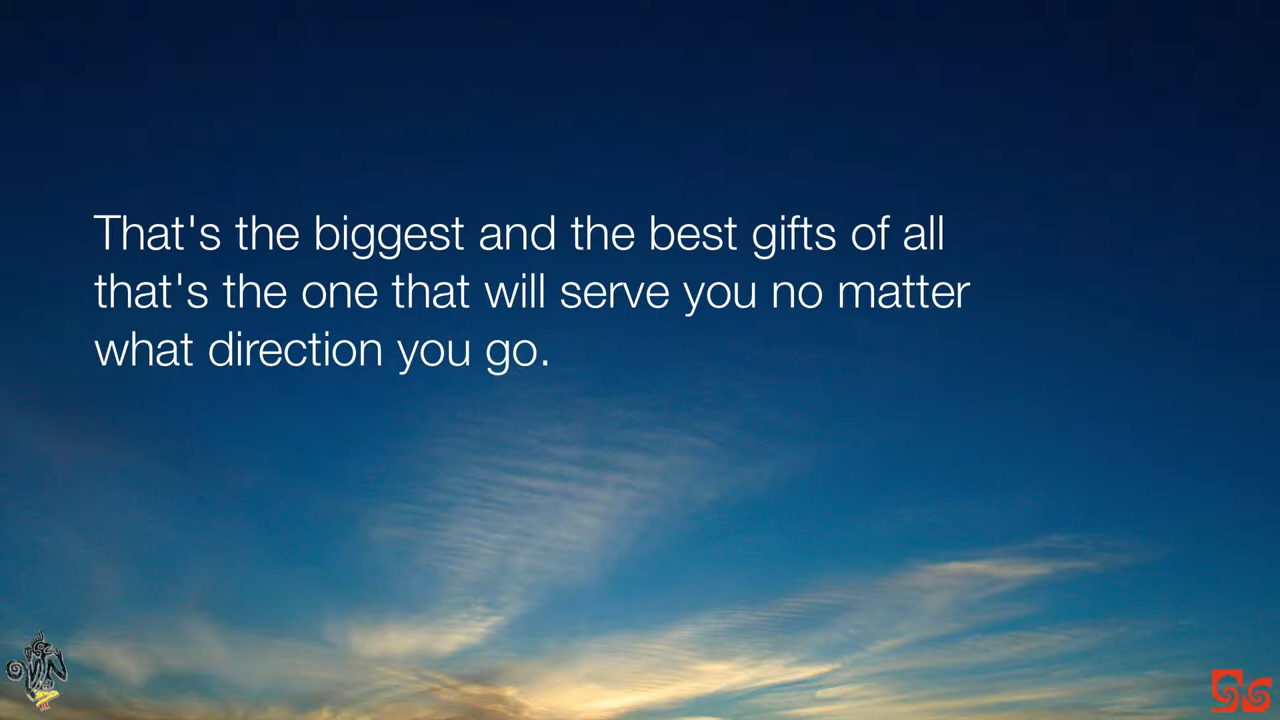 That's the biggest and the best gifts of all
that's the one that will serve you no matter
what direction you go.